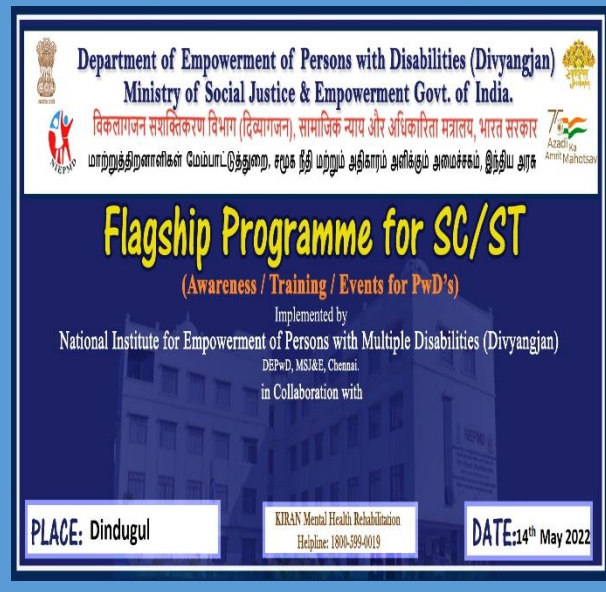 Department of Empowerment of Persons with Disabilities (Divyangjan)
Ministry of Social Justice & Empowerment Govt. of India.
विकलागजन सशक्तिकरण विभाग (दिव्यागजन), सामाजिक न्याय और अधिकारिता मत्रालय, भारत सरकार
மாற்றுத்திறனாளிகள் மேம்பாட்டுத்துறை, சமூக நீதி மற்றும் அதிகாரம் அளிக்கும் அமைச்சகம், இந்திய அரசு
NIEPMD
75
Azadi Ka
Amrit Mahotsav
Flagship Programme for SC/ST
(Awareness / Training / Events for PwD's)
Implemented by
National Institute for Empowerment of Persons with Multiple Disabilities (Divyangjan)
DEPwD, MSJ&E, Chennai.
in Collaboration with
NIEPMD
PLACE: Dindugul
KIRAN Mental Health Rehabilitation
Helpline: 1800-599-0019
DATE:14th May 2022